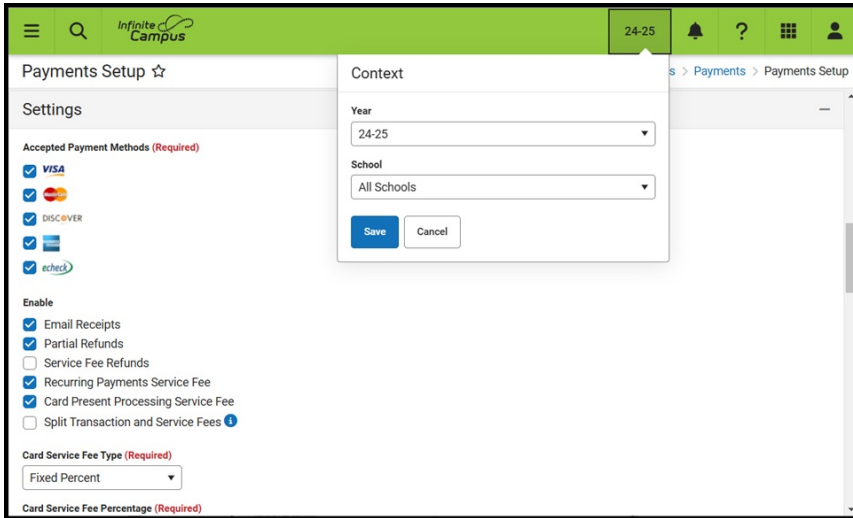 Infinite
Campus
24-25
?
Payments Setup
s > Payments > Payments Setup
Context
Year
24-25
School
All Schools
Save
Cancel
Settings
Accepted Payment Methods (Required)
VISA
MasterCard
DISCOVER
echeck
Enable
Email Receipts
Partial Refunds
Service Fee Refunds
Recurring Payments Service Fee
Card Present Processing Service Fee
Split Transaction and Service Fees i
Card Service Fee Type (Required)
Fixed Percent
Card Service Fee Percentage (Required)